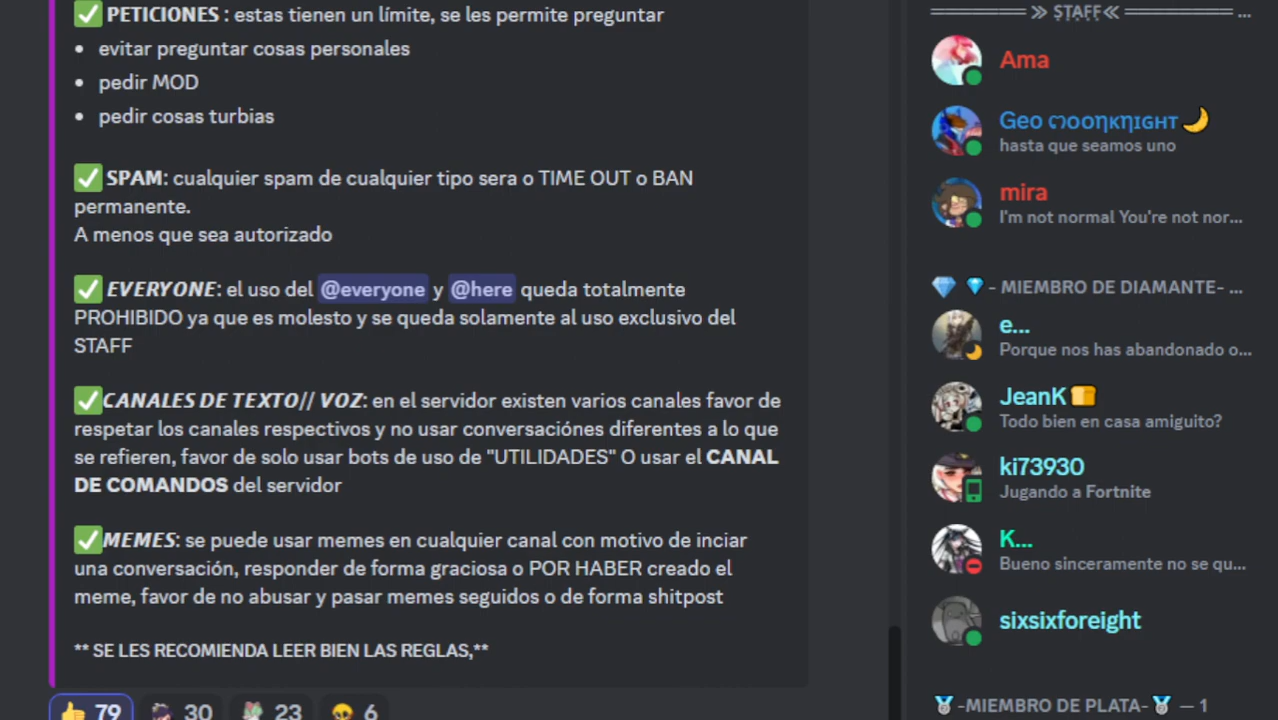 ✅ PETICIONES : estas tienen un límite, se les permite preguntar
• evitar preguntar cosas personales
• pedir MOD
• pedir cosas turbias
✅ SPAM: cualquier spam de cualquier tipo sera o TIME OUT o BAN
permanente.
A menos que sea autorizado
✅ EVERYONE: el uso del @everyone y @here queda totalmente
PROHIBIDO ya que es molesto y se queda solamente al uso exclusivo del
STAFF
✅CANALES DE TEXTO// VOZ: en el servidor existen varios canales favor de
respetar los canales respectivos y no usar conversaciónes diferentes a lo que
se refieren, favor de solo usar bots de uso de "UTILIDADES" O usar el CANAL
DE COMANDOS del servidor
✅MEMES: se puede usar memes en cualquier canal con motivo de inciar
una conversación, responder de forma graciosa o POR HABER creado el
meme, favor de no abusar y pasar memes seguidos o de forma shitpost
** SE LES RECOMIENDA LEER BIEN LAS REGLAS,**
👍 79 30 23 6
═══════ ≫ STAFF ≪ ════════ ...
Ama
Geo ണooηκηɪɢʜᴛ🌙
hasta que seamos uno
mira
I'm not normal You're not nor...
💎 💎 - MIEMBRO DE DIAMANTE- ...
e...
Porque nos has abandonado o...
JeanK🍞
Todo bien en casa amiguito?
ki73930
Jugando a Fortnite
K...
Bueno sinceramente no se qu...
sixsixforeight
🥈-MIEMBRO DE PLATA-🥈 — 1